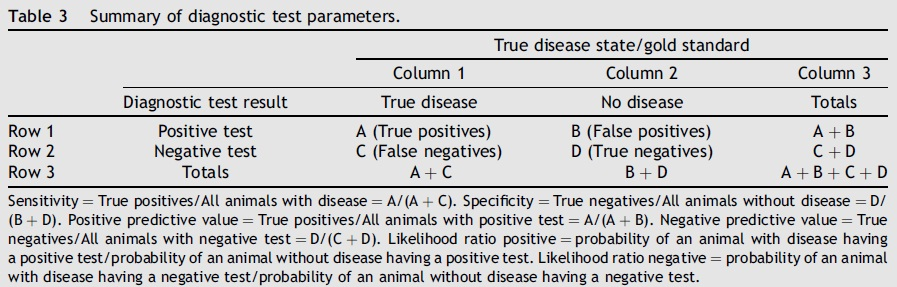 Table 3 Summary of diagnostic test parameters.
True disease state/gold standard
Column 1 Column 2 Column 3
Diagnostic test result True disease No disease Totals
Row 1 Positive test A (True positives) B (False positives) A + B
Row 2 Negative test C (False negatives) D (True negatives) C + D
Row 3 Totals A + C B + D A + B + C + D
Sensitivity = True positives/All animals with disease = A/(A + C). Specificity = True negatives/All animals without disease = D/
(B + D). Positive predictive value = True positives/All animals with positive test = A/(A + B). Negative predictive value = True
negatives/All animals with negative test = D/(C + D). Likelihood ratio positive = probability of an animal with disease having
a positive test/probability of an animal without disease having a positive test. Likelihood ratio negative = probability of an animal
with disease having a negative test/probability of an animal without disease having a negative test.